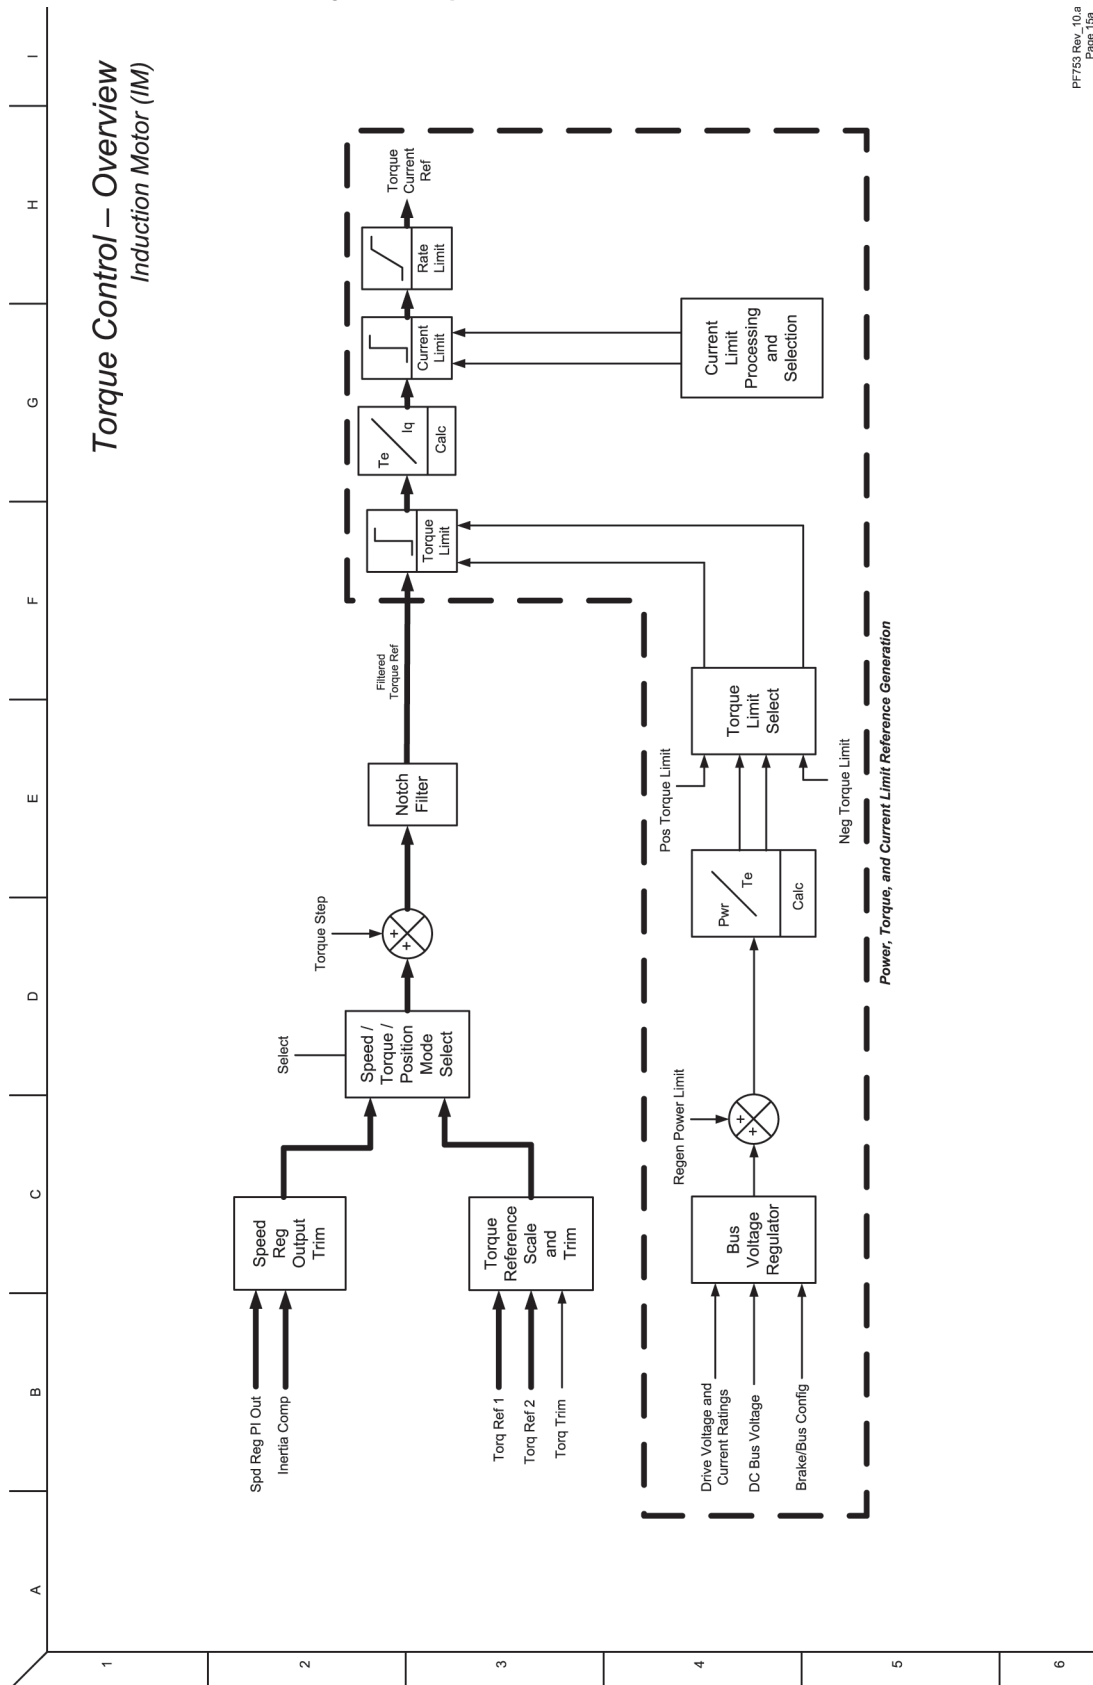 PF753 Rev_10.a
Page 15a
Torque Control – Overview
Induction Motor (IM)
A
B
C
D
E
F
G
H
I
1
2
3
4
5
6
Spd Reg PI Out
Inertia Comp
Speed
Reg
Output
Trim
Torq Ref 1
Torq Ref 2
Torq Trim
Torque
Reference
Scale
and
Trim
Select
Speed /
Torque /
Position
Mode
Select
Torque Step
+
+
Notch
Filter
Filtered
Torque Ref
Torque
Limit
Te
Iq
Calc
Current
Limit
Rate
Limit
Torque
Current
Ref
Drive Voltage and
Current Ratings
DC Bus Voltage
Brake/Bus Config
Bus
Voltage
Regulator
Regen Power Limit
+
+
Pwr
Te
Calc
Pos Torque Limit
Neg Torque Limit
Torque
Limit
Select
Current
Limit
Processing
and
Selection
Power, Torque, and Current Limit Reference Generation